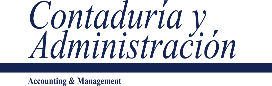 Contaduría y
Administración
Accounting & Management